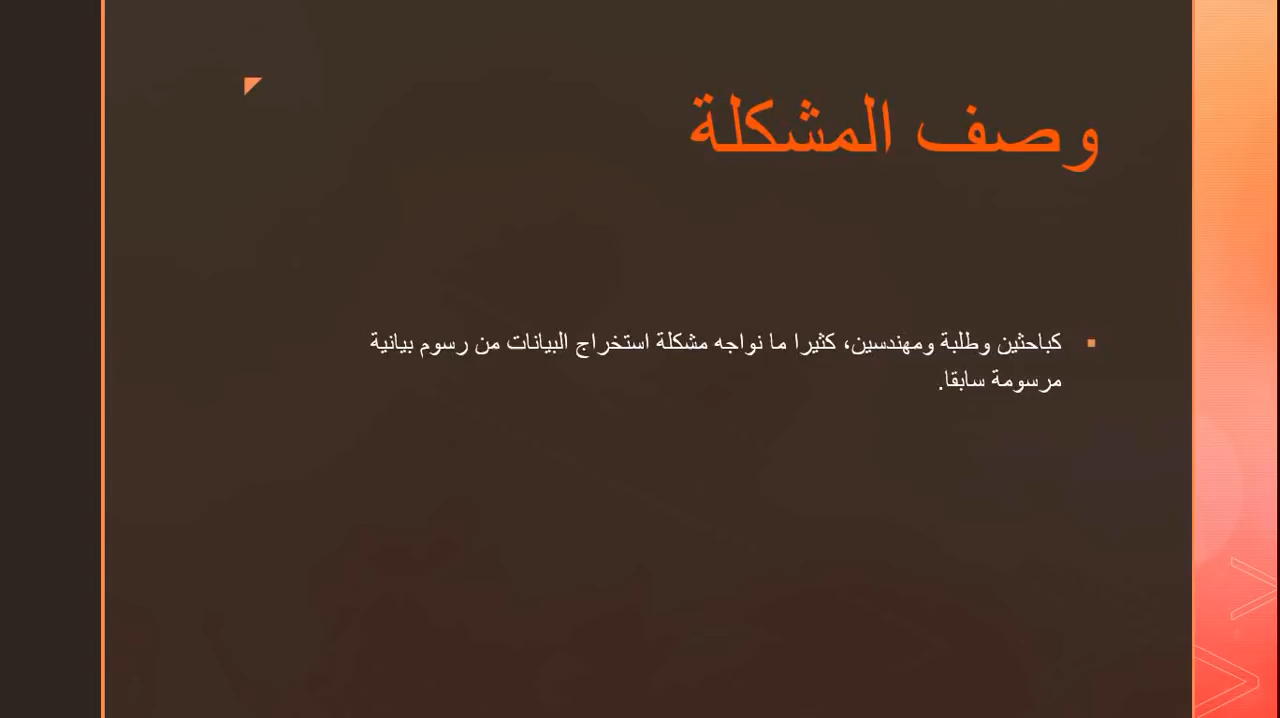 وصف المشكلة
كباحثين وطلبة ومهندسين، كثيرا ما نواجه مشكلة استخراج البيانات من رسوم بيانية
مرسومة سابقا.